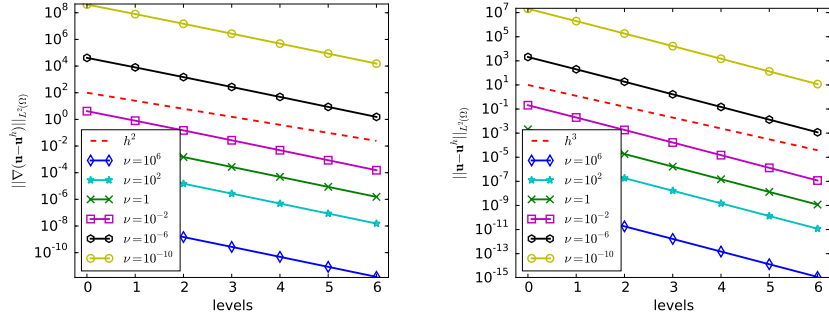 10^8
10^6
10^4
10^2
10^0
10^-2
10^-4
10^-6
10^-8
10^-10
||∇(u−u^h)||_{L^2(Ω)}
h^2
ν=10^6
ν=10^2
ν=1
ν=10^-2
ν=10^-6
ν=10^-10
0 1 2 3 4 5 6
levels
10^7
10^5
10^3
10^1
10^-1
10^-3
10^-5
10^-7
10^-9
10^-11
10^-13
10^-15
||u−u^h||_{L^2(Ω)}
h^3
ν=10^6
ν=10^2
ν=1
ν=10^-2
ν=10^-6
ν=10^-10
0 1 2 3 4 5 6
levels